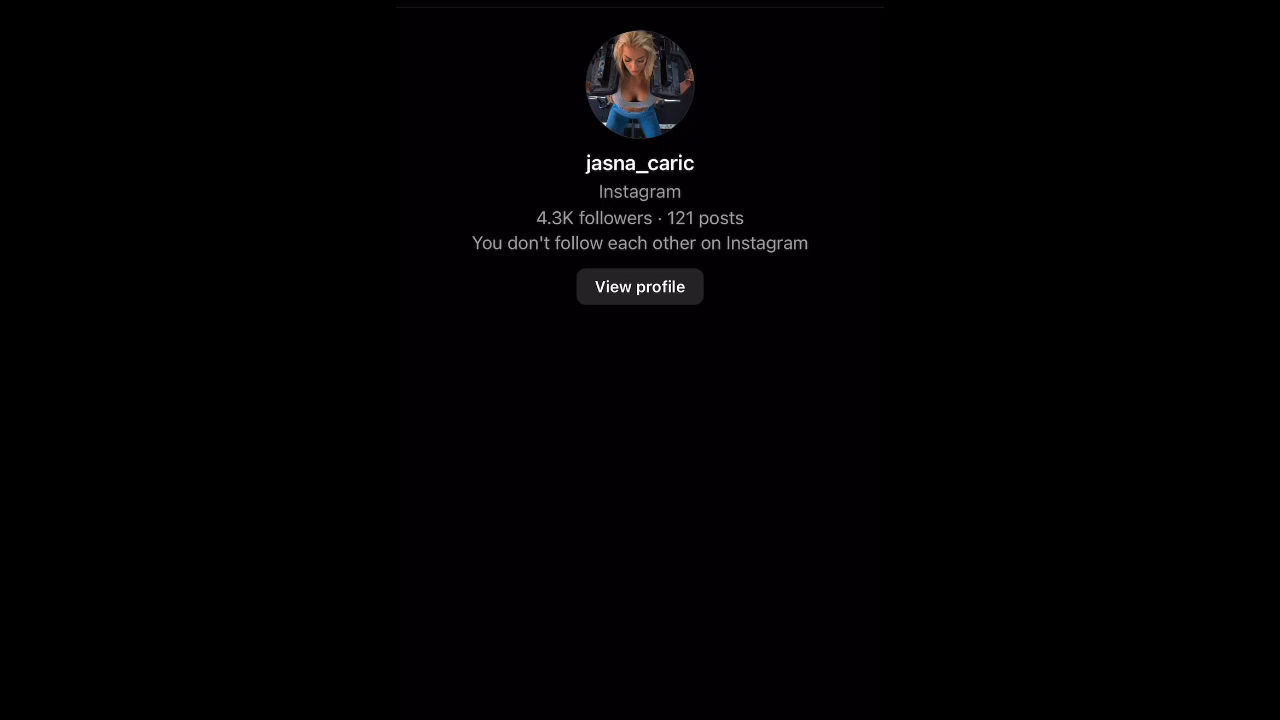 jasna_caric
Instagram
4.3K followers · 121 posts
You don't follow each other on Instagram
View profile